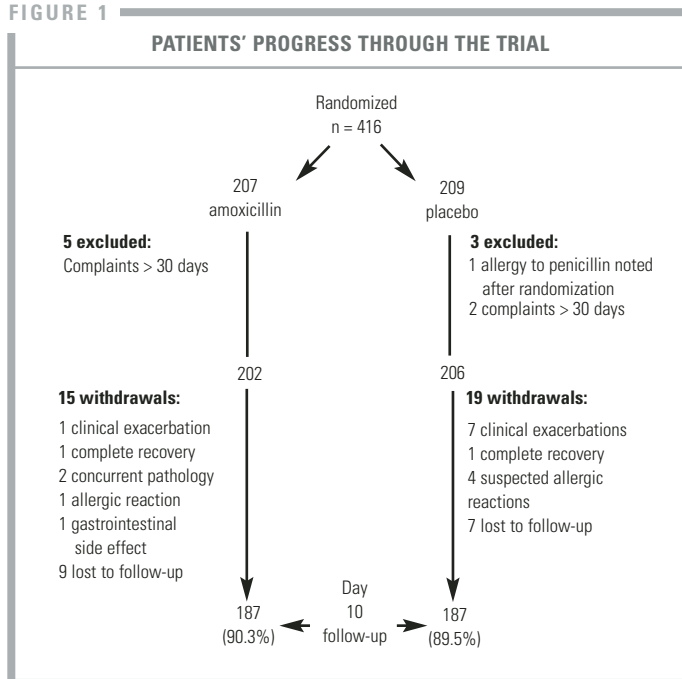 FIGURE 1
PATIENTS’ PROGRESS THROUGH THE TRIAL
Randomized
n = 416
207
amoxicillin
209
placebo
5 excluded:
Complaints > 30 days
3 excluded:
1 allergy to penicillin noted
after randomization
2 complaints > 30 days
202
206
15 withdrawals:
1 clinical exacerbation
1 complete recovery
2 concurrent pathology
1 allergic reaction
1 gastrointestinal
side effect
9 lost to follow-up
19 withdrawals:
7 clinical exacerbations
1 complete recovery
4 suspected allergic
reactions
7 lost to follow-up
187
(90.3%)
Day
10
follow-up
187
(89.5%)